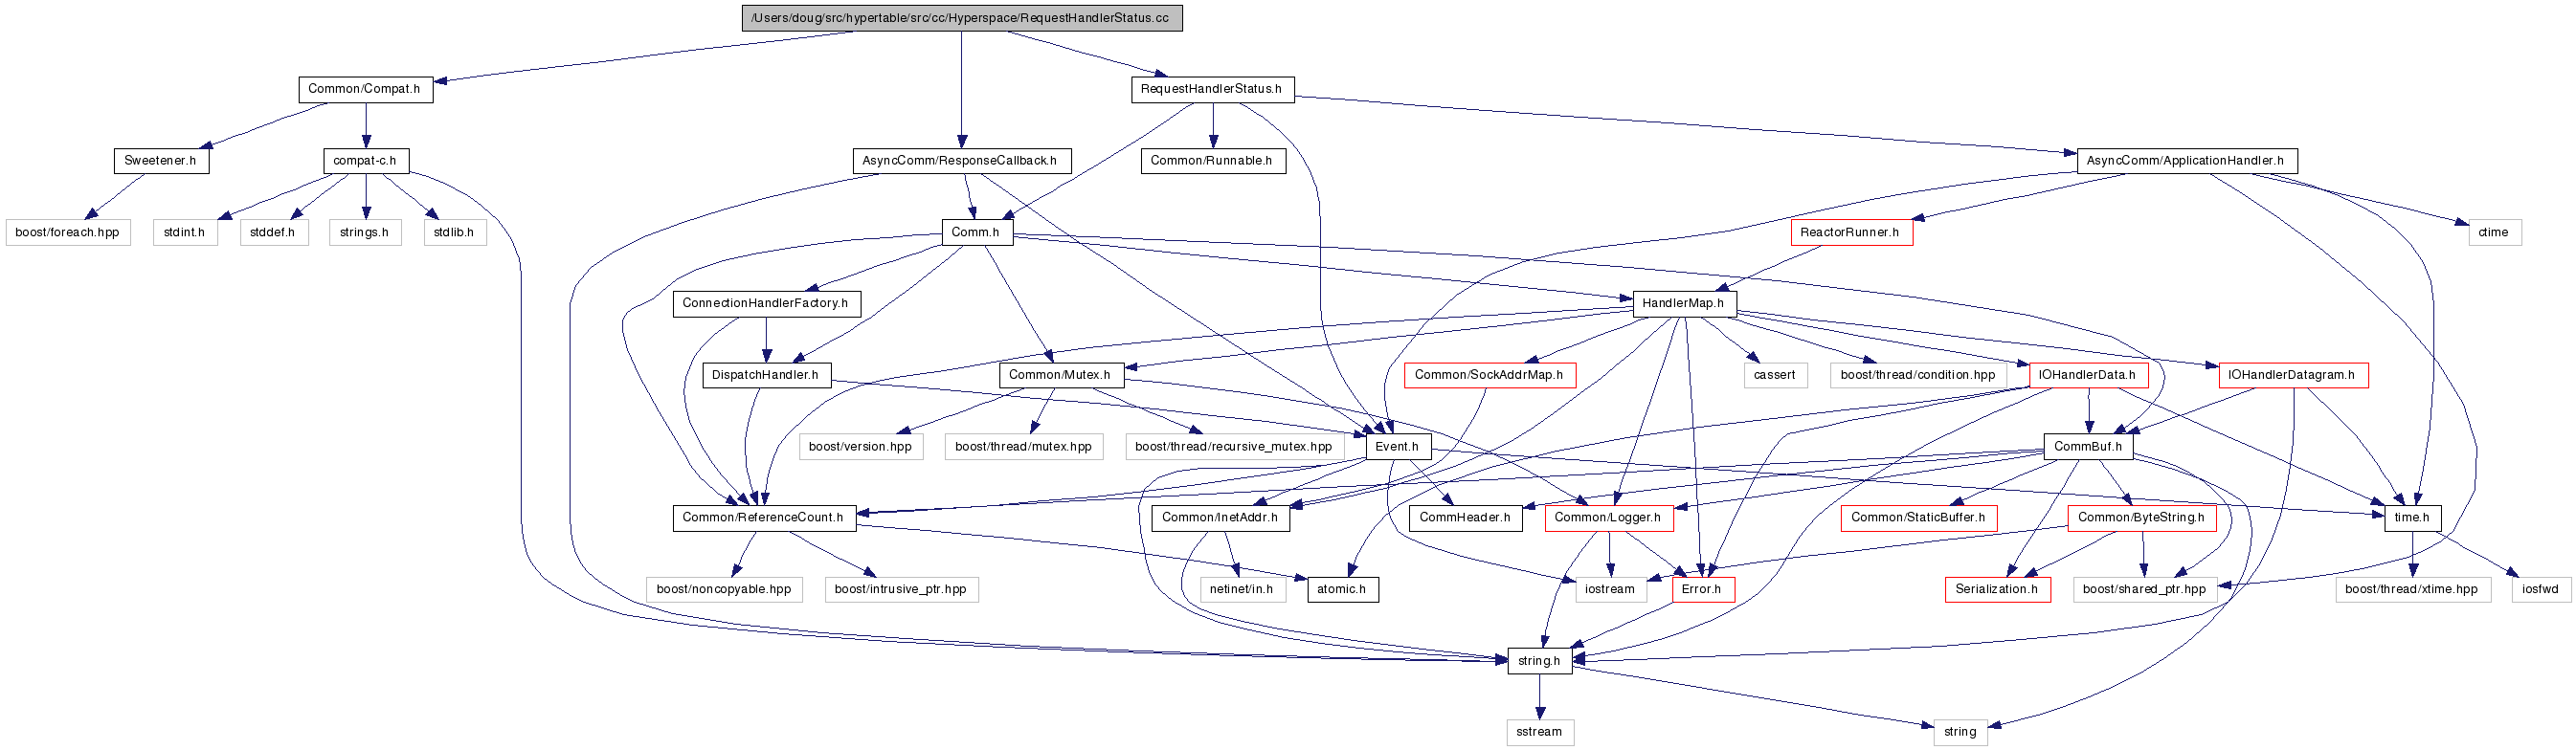 /Users/doug/src/hypertable/src/cc/Hyperspace/RequestHandlerStatus.cc
Common/Compat.h
RequestHandlerStatus.h
Sweetener.h
compat-c.h
AsyncComm/ResponseCallback.h
Common/Runnable.h
AsyncComm/ApplicationHandler.h
boost/foreach.hpp
stdint.h
stddef.h
strings.h
stdlib.h
Comm.h
ReactorRunner.h
ctime
ConnectionHandlerFactory.h
HandlerMap.h
DispatchHandler.h
Common/Mutex.h
Common/SockAddrMap.h
cassert
boost/thread/condition.hpp
IOHandlerData.h
IOHandlerDatagram.h
boost/version.hpp
boost/thread/mutex.hpp
boost/thread/recursive_mutex.hpp
Event.h
CommBuf.h
Common/ReferenceCount.h
Common/InetAddr.h
CommHeader.h
Common/Logger.h
Common/StaticBuffer.h
Common/ByteString.h
time.h
boost/noncopyable.hpp
boost/intrusive_ptr.hpp
netinet/in.h
atomic.h
iostream
Error.h
Serialization.h
boost/shared_ptr.hpp
boost/thread/xtime.hpp
iosfwd
string.h
sstream
string